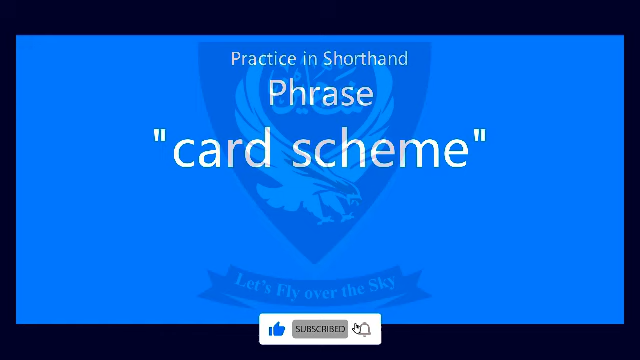 Practice in Shorthand
Phrase
"card scheme"
Let's Fly over the Sky
SUBSCRIBED